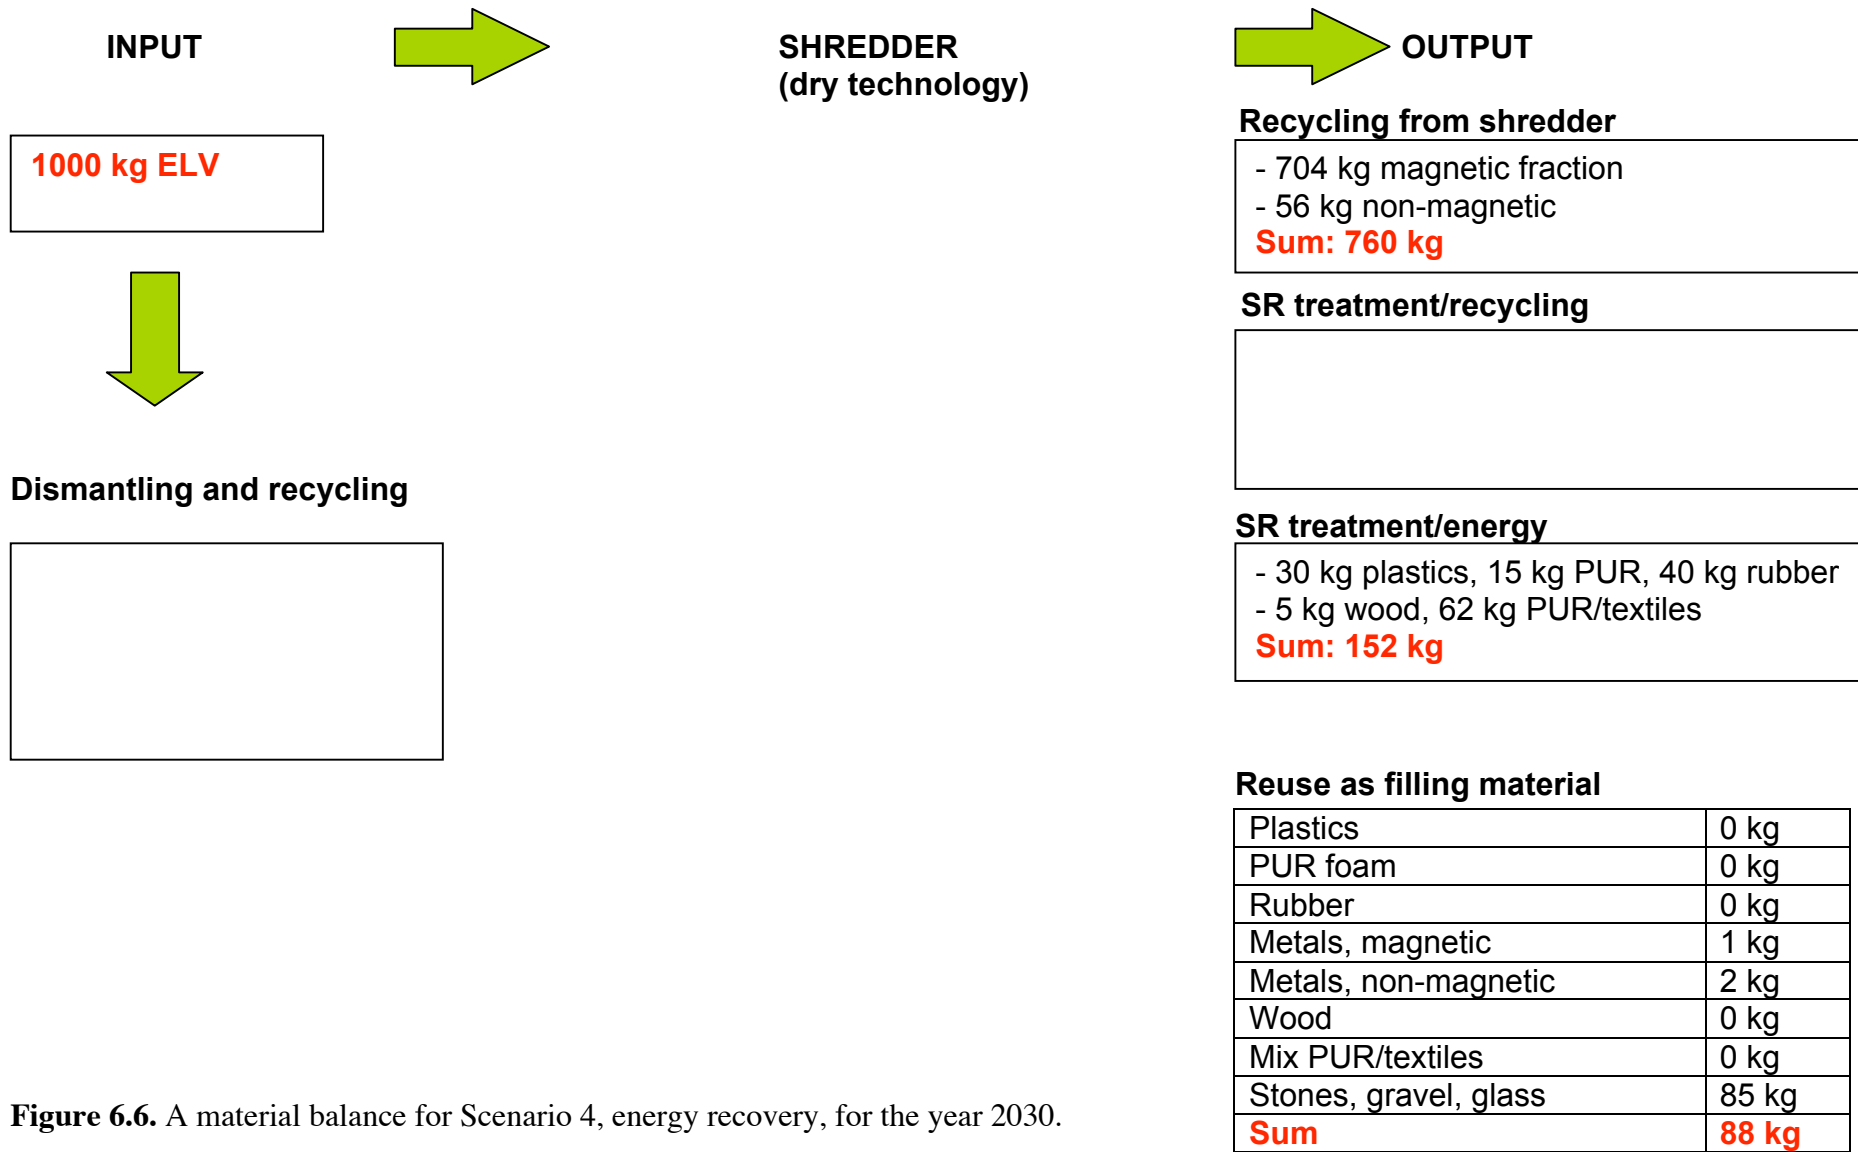 INPUT
SHREDDER
(dry technology)
OUTPUT
1000 kg ELV
Recycling from shredder
- 704 kg magnetic fraction
- 56 kg non-magnetic
Sum: 760 kg
SR treatment/recycling
Dismantling and recycling
SR treatment/energy
- 30 kg plastics, 15 kg PUR, 40 kg rubber
- 5 kg wood, 62 kg PUR/textiles
Sum: 152 kg
Reuse as filling material
Plastics 0 kg
PUR foam 0 kg
Rubber 0 kg
Metals, magnetic 1 kg
Metals, non-magnetic 2 kg
Wood 0 kg
Mix PUR/textiles 0 kg
Stones, gravel, glass 85 kg
Sum 88 kg
Figure 6.6. A material balance for Scenario 4, energy recovery, for the year 2030.